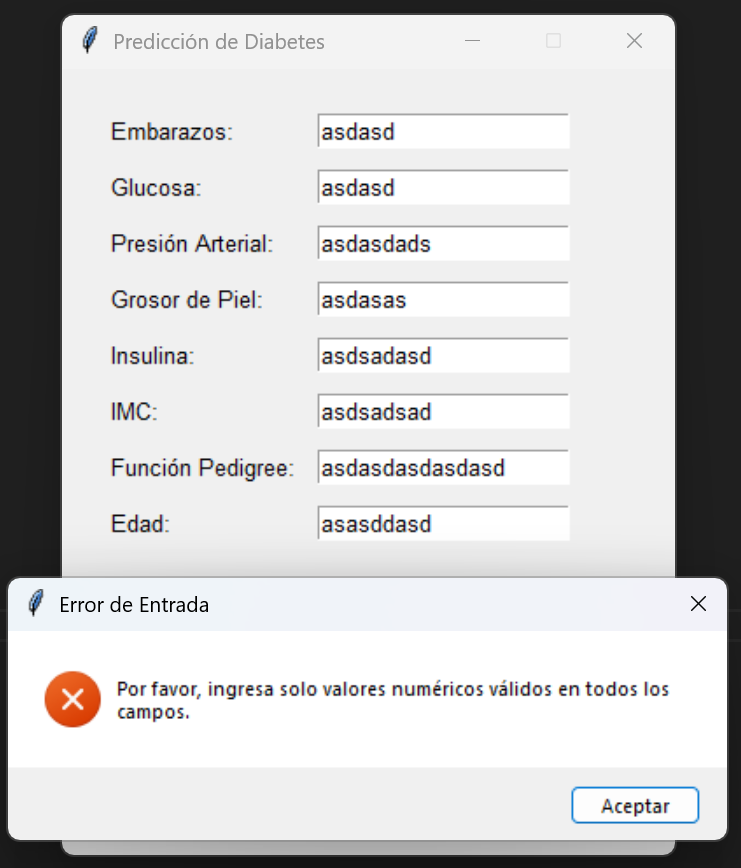 Predicción de Diabetes
Embarazos: asdasd
Glucosa: asdasd
Presión Arterial: asdasdads
Grosor de Piel: asdasas
Insulina: asdsadasd
IMC: asdsadsad
Función Pedigree: asdasdasdasdasd
Edad: asasddasd
Error de Entrada
Por favor, ingresa solo valores numéricos válidos en todos los
campos.
Aceptar